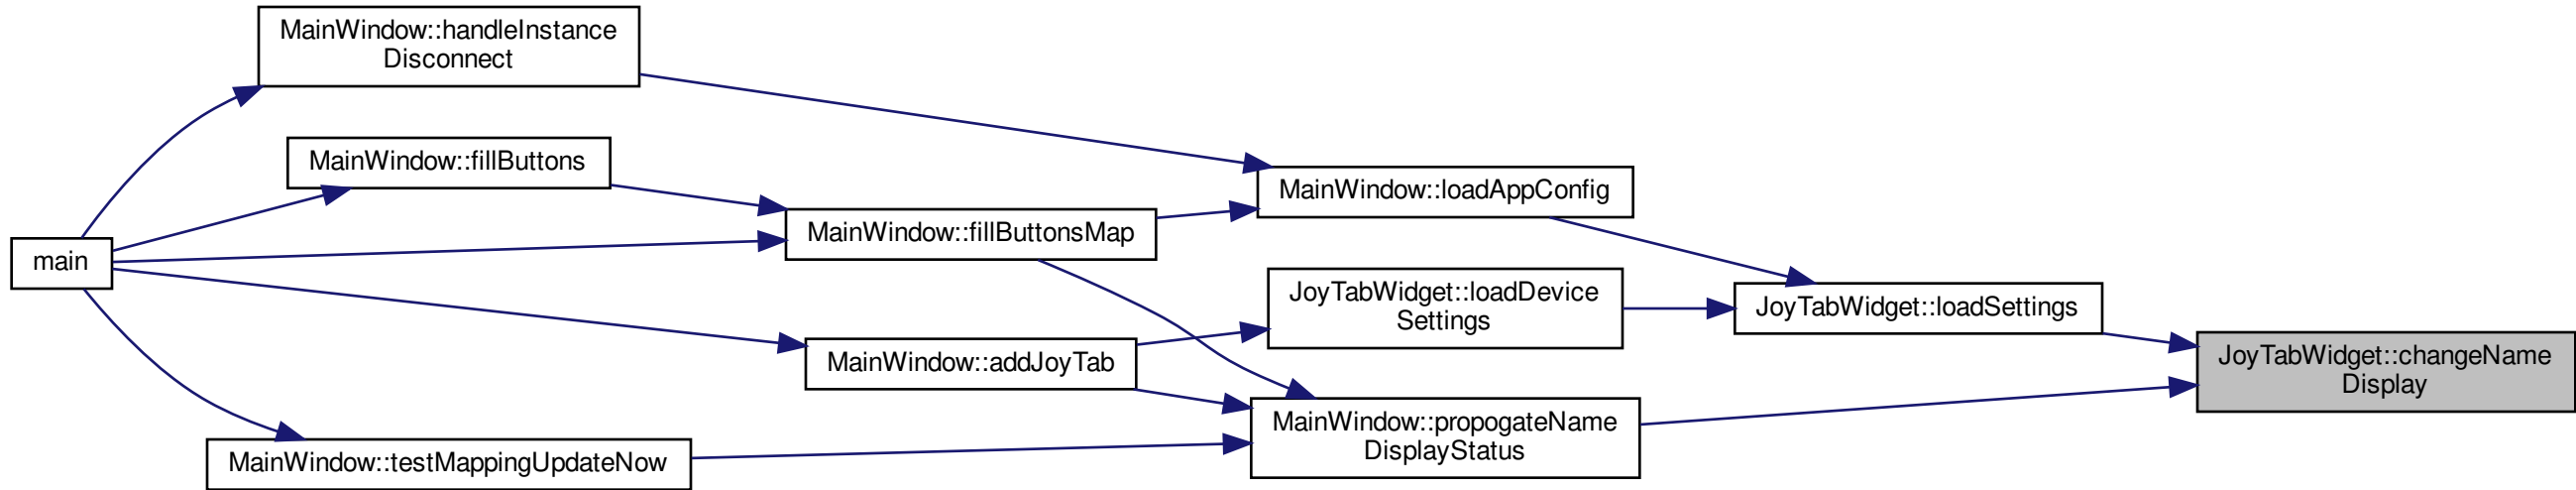 MainWindow::handleInstance
Disconnect
MainWindow::fillButtons
MainWindow::loadAppConfig
MainWindow::fillButtonsMap
main
JoyTabWidget::loadDevice
Settings
JoyTabWidget::loadSettings
JoyTabWidget::changeName
Display
MainWindow::addJoyTab
MainWindow::propogateName
DisplayStatus
MainWindow::testMappingUpdateNow